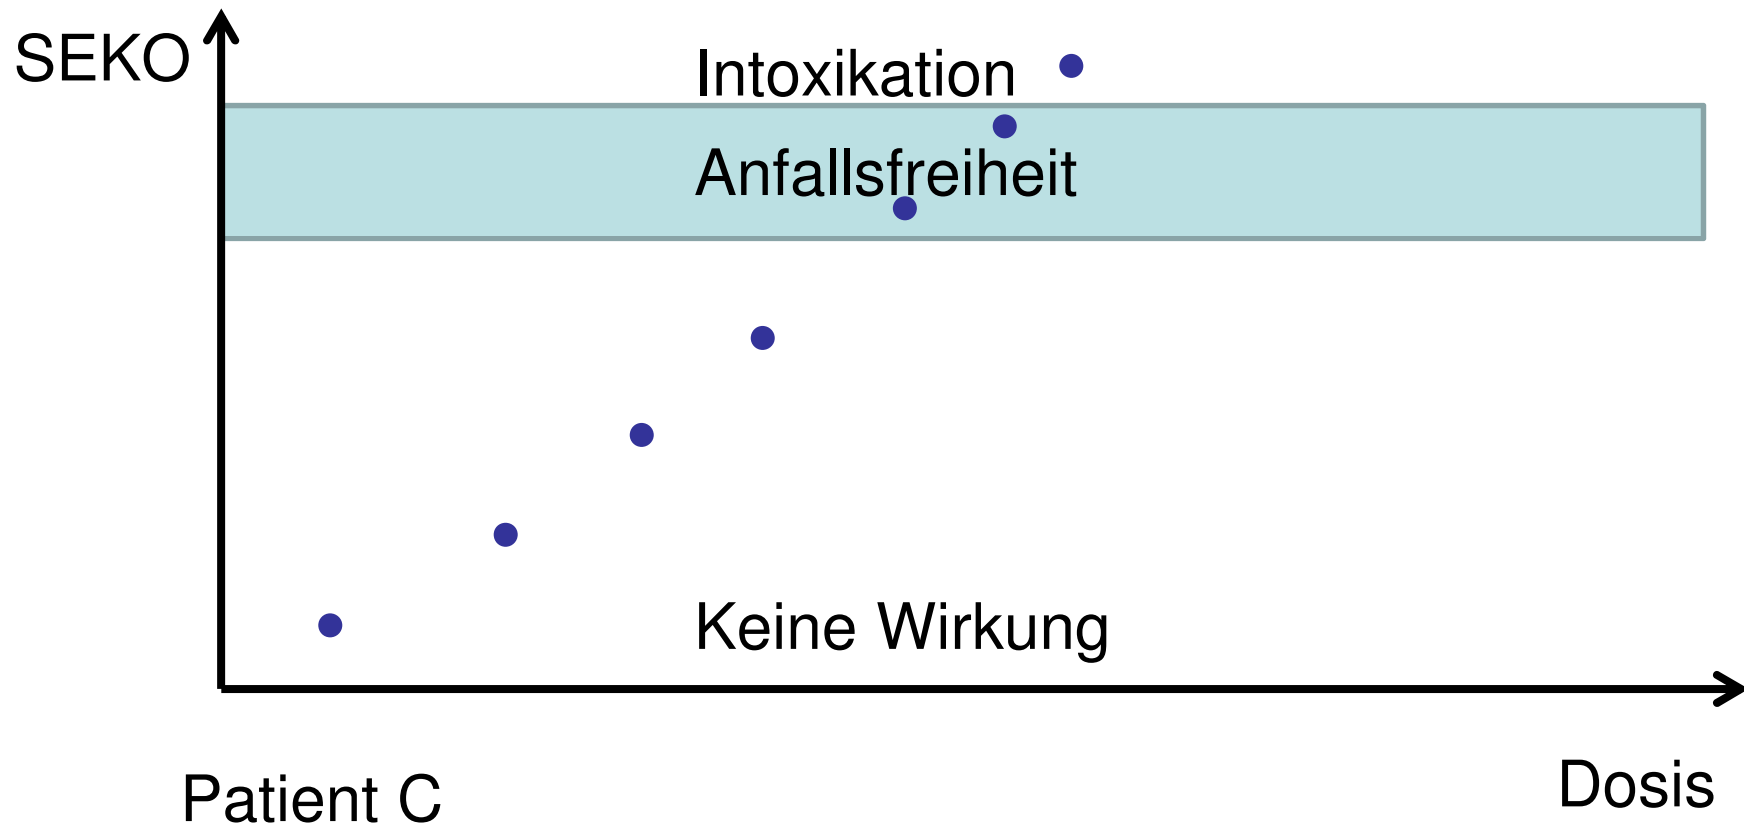 SEKO
Intoxikation
Anfallsfreiheit
Keine Wirkung
Dosis
Patient C